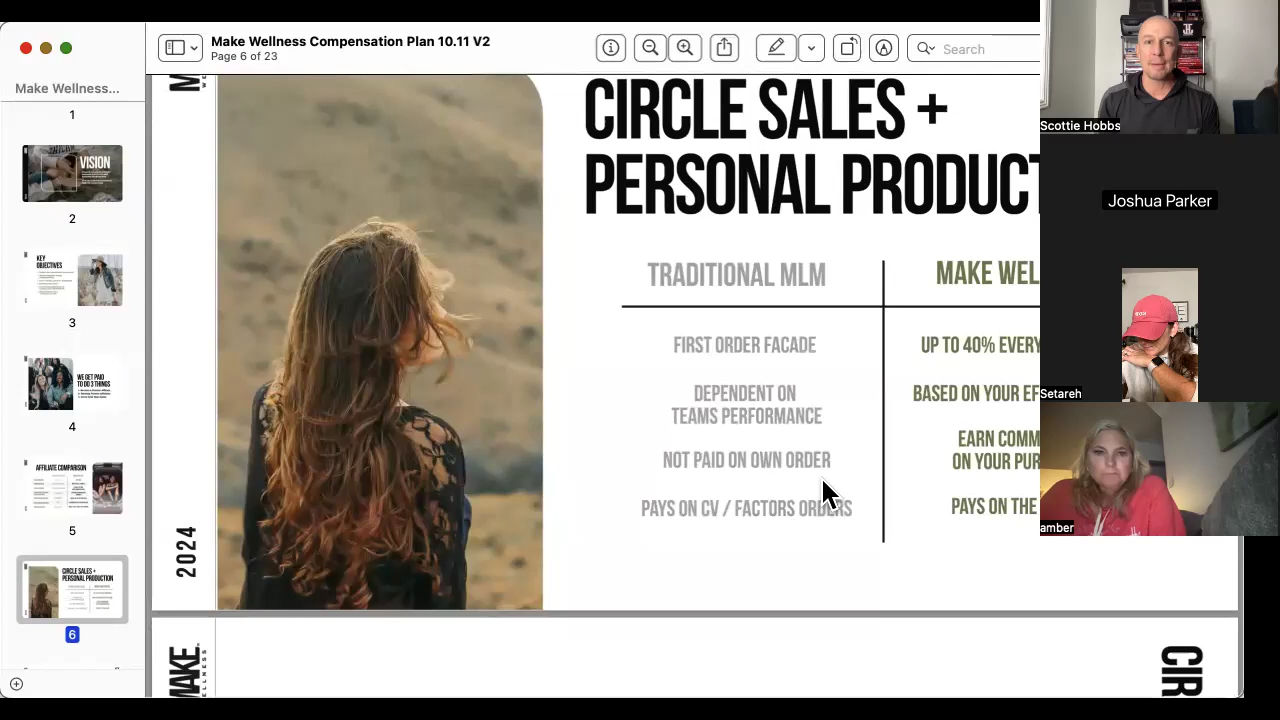 Make Wellness Compensation Plan 10.11 V2
Page 6 of 23
Search
Make Wellness...
1
VISION
2
KEY
OBJECTIVES
3
WE GET PAID
TO DO 3 THINGS
4
AFFILIATE COMPARISON
5
CIRCLE SALES +
PERSONAL PRODUCTION
6
CIRCLE SALES +
PERSONAL PRODUCT
TRADITIONAL MLM
MAKE WEL
FIRST ORDER FACADE
UP TO 40% EVERY
DEPENDENT ON
TEAMS PERFORMANCE
BASED ON YOUR EF
NOT PAID ON OWN ORDER
EARN COMM
ON YOUR PUR
PAYS ON CV / FACTORS ORDERS
PAYS ON THE
2024
MAKE
WELLNESS
CIR
Scottie Hobbs
Joshua Parker
Setareh
amber